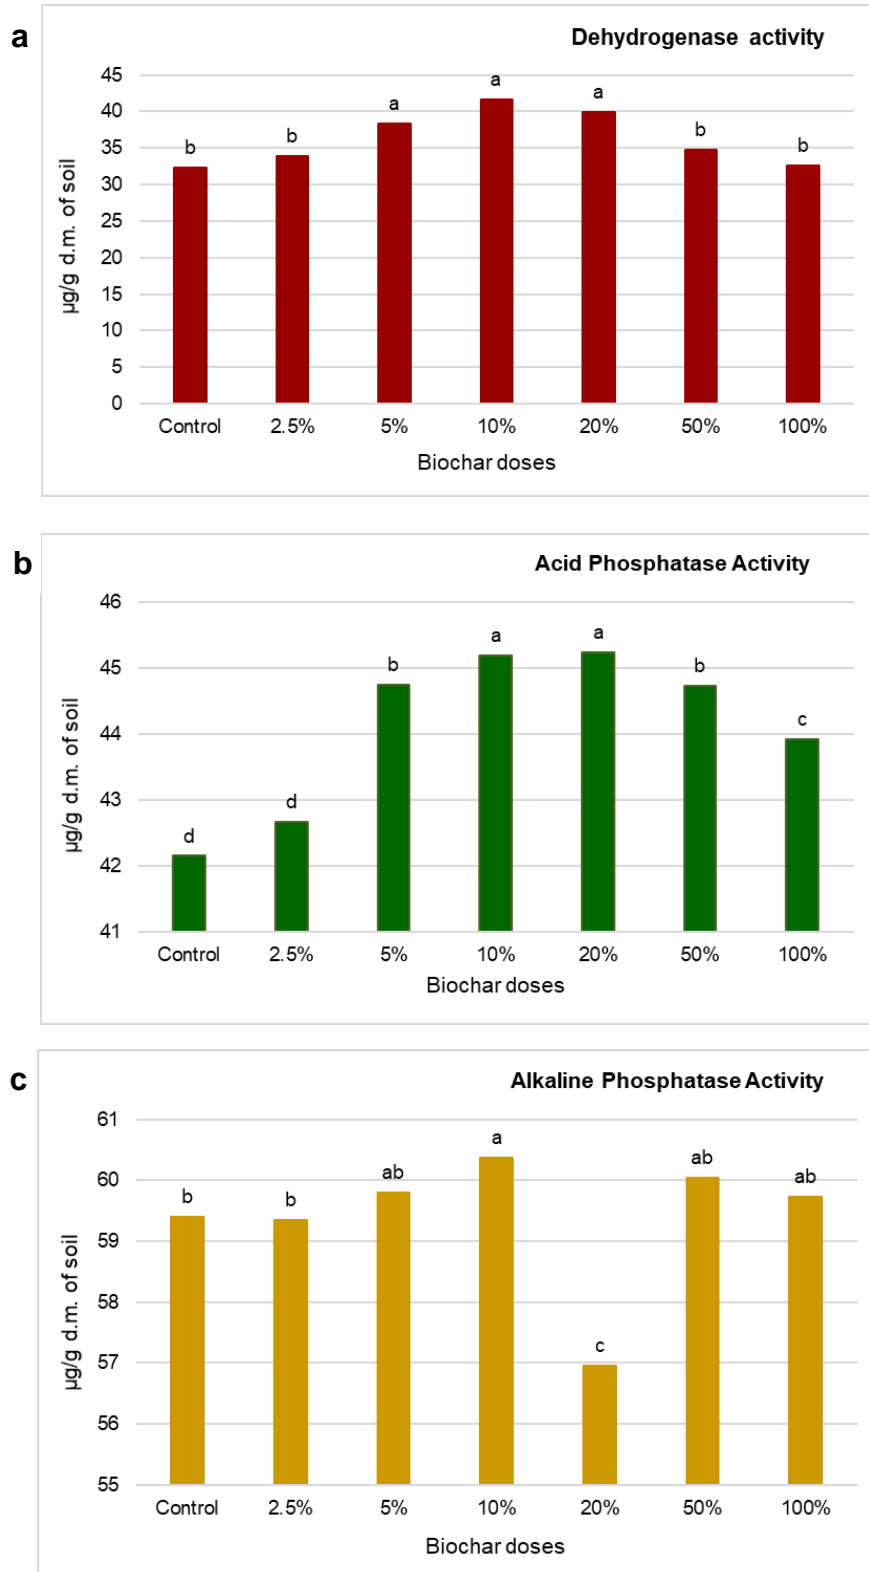 a
Dehydrogenase activity
45
40
35
30
25
20
15
10
5
0
µg/g d.m. of soil
b
b
a
a
a
b
b
Control 2.5% 5% 10% 20% 50% 100%
Biochar doses
b
Acid Phosphatase Activity
46
45
44
43
42
41
µg/g d.m. of soil
d
d
b
a
a
b
c
Control 2.5% 5% 10% 20% 50% 100%
Biochar doses
c
Alkaline Phosphatase Activity
61
60
59
58
57
56
55
µg/g d.m. of soil
b
b
ab
a
c
ab
ab
Control 2.5% 5% 10% 20% 50% 100%
Biochar doses